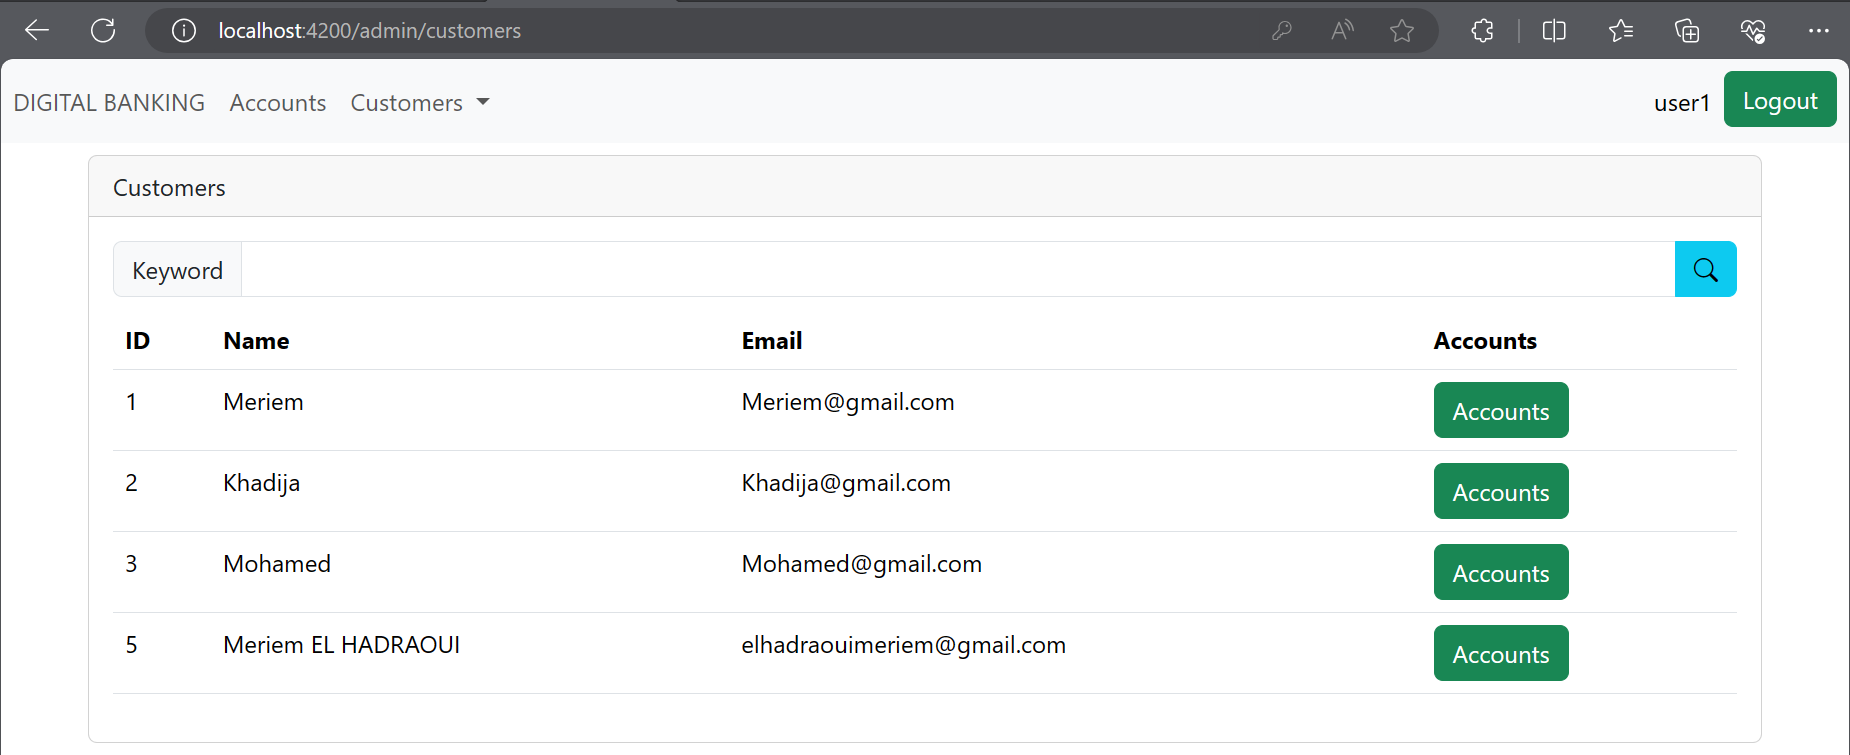 localhost:4200/admin/customers
DIGITAL BANKING Accounts Customers user1 Logout
Customers
Keyword
ID Name Email Accounts
1 Meriem Meriem@gmail.com Accounts
2 Khadija Khadija@gmail.com Accounts
3 Mohamed Mohamed@gmail.com Accounts
5 Meriem EL HADRAOUI elhadraouimeriem@gmail.com Accounts